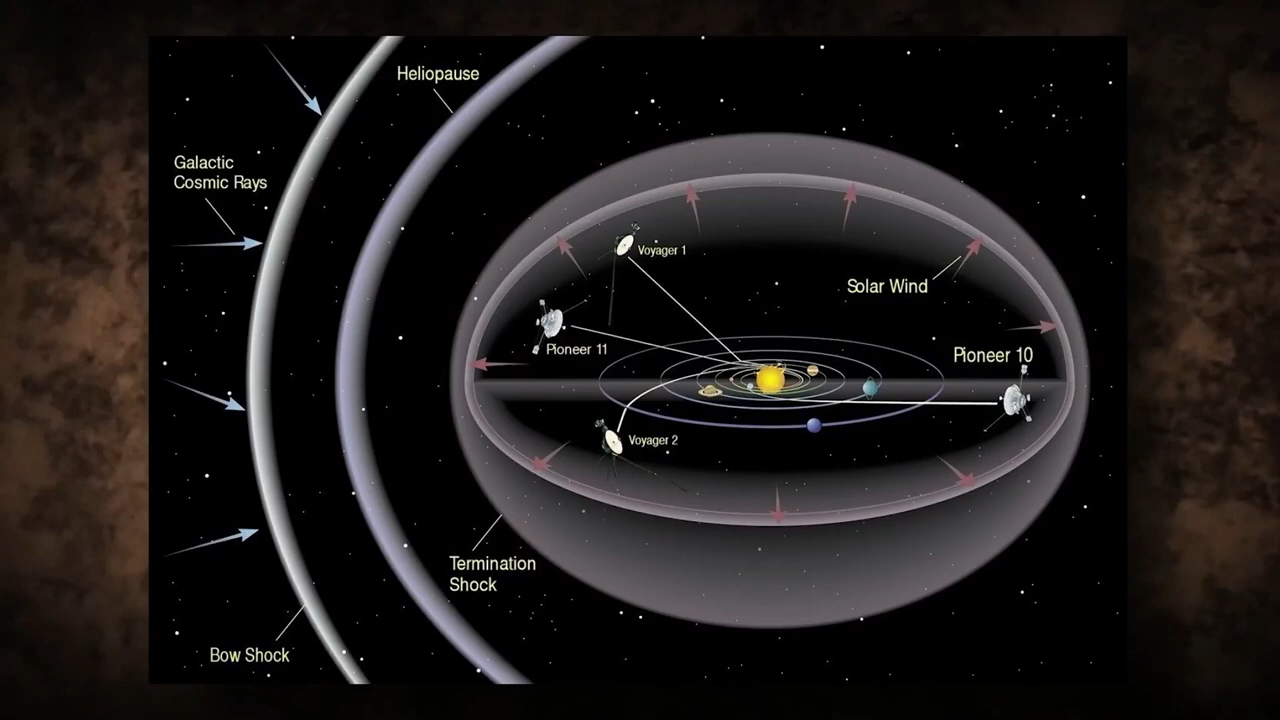 Heliopause
Galactic
Cosmic Rays
Voyager 1
Solar Wind
Pioneer 11
Pioneer 10
Voyager 2
Termination
Shock
Bow Shock